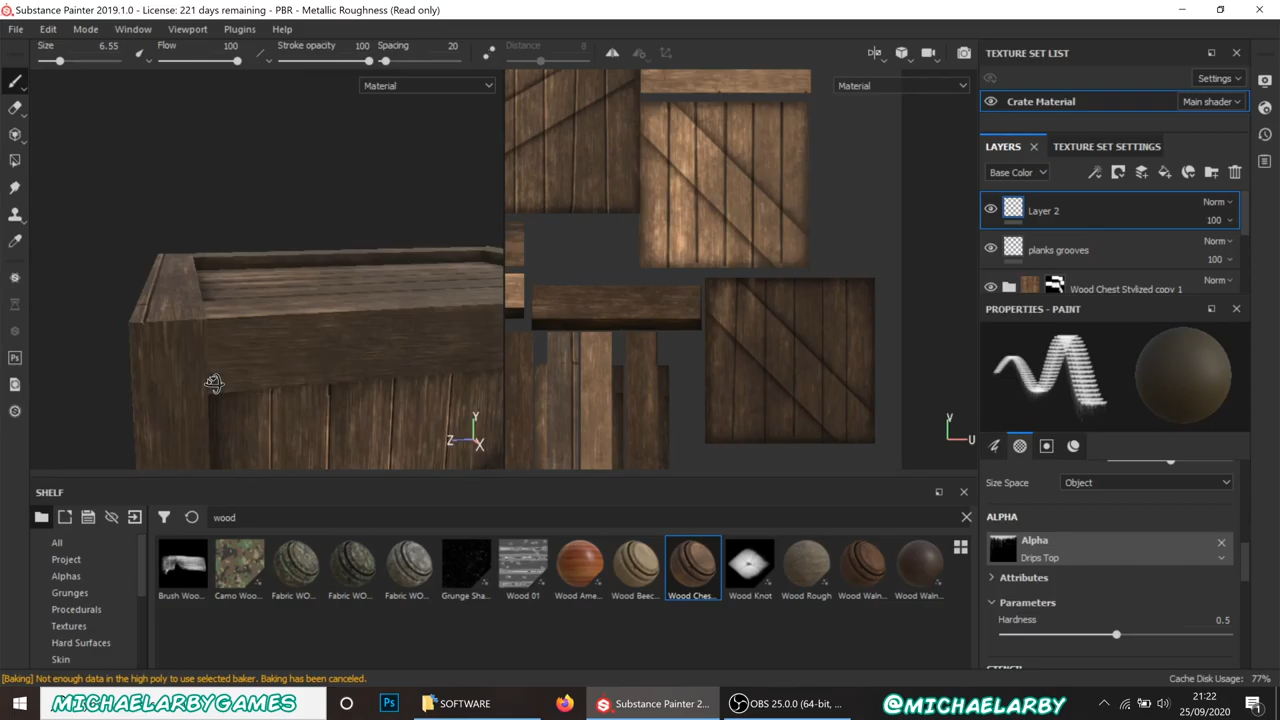 Substance Painter 2019.1.0 - License: 221 days remaining - PBR - Metallic Roughness (Read only)
File Edit Mode Window Viewport Plugins Help
Size 6.55 Flow 100 Stroke opacity 100 Spacing 20 Distance 8
Material Material
TEXTURE SET LIST
Settings
Crate Material Main shader
LAYERS TEXTURE SET SETTINGS
Base Color
Layer 2 Norm 100
planks grooves Norm 100
Wood Chest Stylized copy 1 Norm
PROPERTIES - PAINT
Size Space Object
ALPHA
Alpha
Drips Top
Attributes
Parameters
Hardness 0.5
Y
Z X
V
U
SHELF
wood
All
Project
Alphas
Grunges
Procedurals
Textures
Hard Surfaces
Skin
Brush Woo... Camo Woo... Fabric WO... Fabric WO... Fabric WO... Grunge Sha... Wood 01 Wood Ame... Wood Beec... Wood Ches... Wood Knot Wood Rough Wood Waln... Wood Waln...
[Baking] Not enough data in the high poly to use selected baker. Baking has been canceled.
Cache Disk Usage: 77%
MICHAELARBYGAMES
Ps
SOFTWARE
Substance Painter 2...
OBS 25.0.0 (64-bit, ...
@MICHAELARBY
21:22
25/09/2020
1